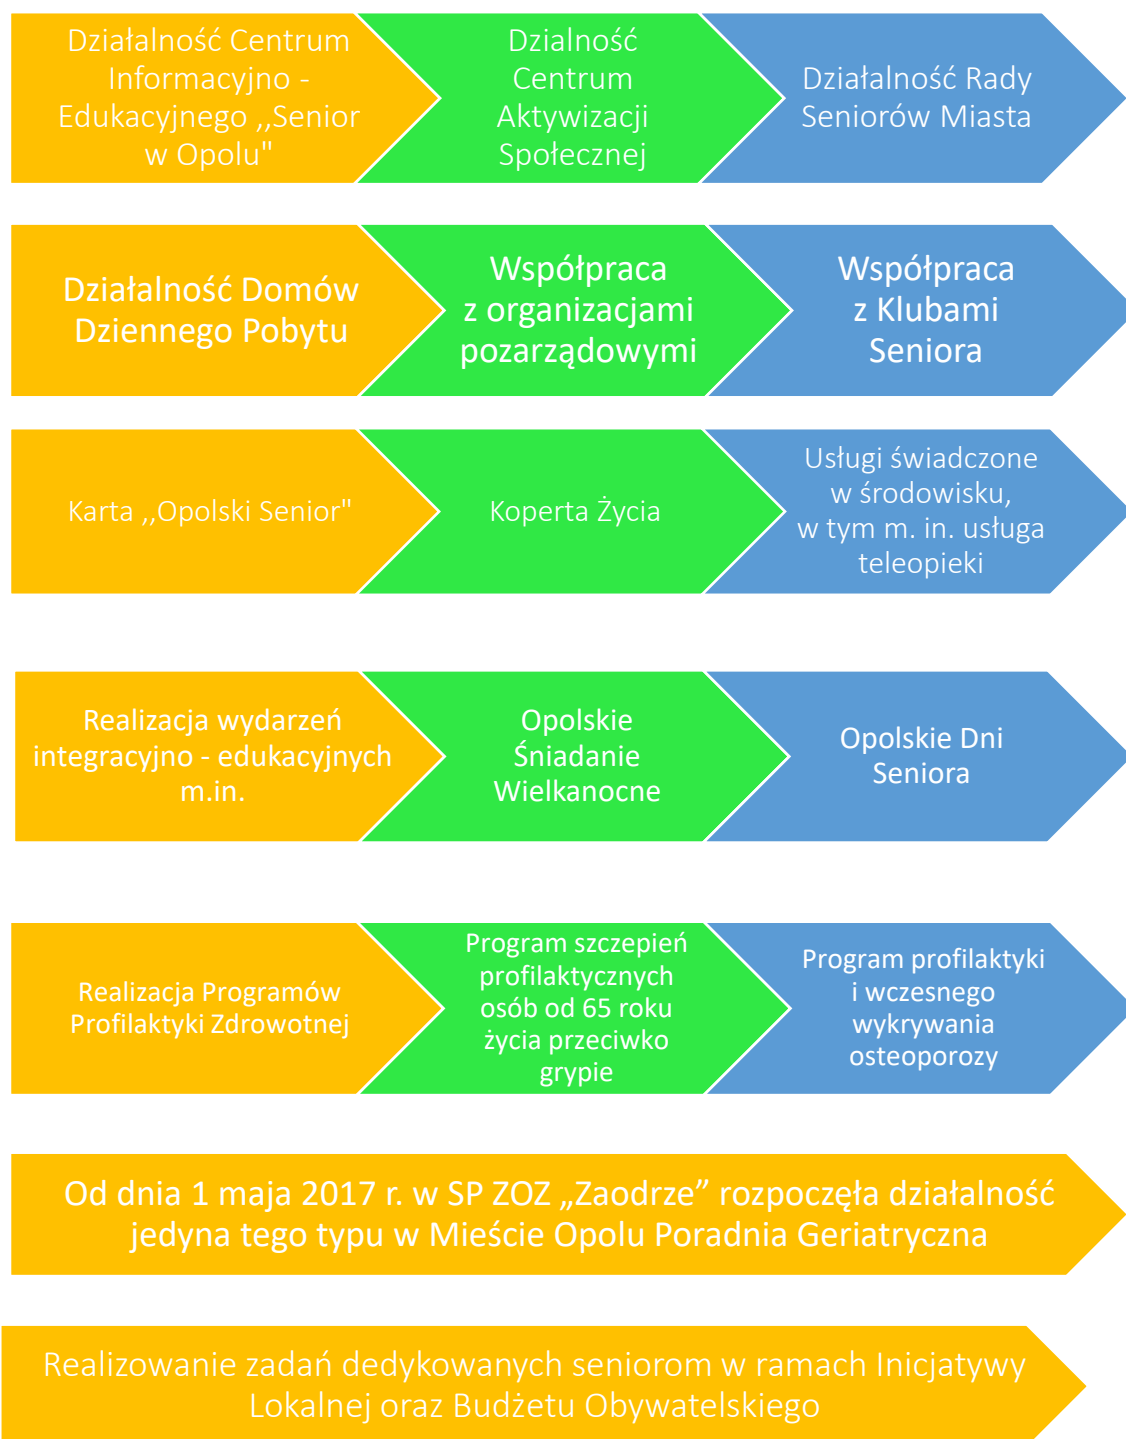 Działalność Centrum
Informacyjno -
Edukacyjnego ,,Senior
w Opolu"
Dzialność
Centrum
Aktywizacji
Społecznej
Działalność Rady
Seniorów Miasta
Działalność Domów
Dziennego Pobytu
Współpraca
z organizacjami
pozarządowymi
Współpraca
z Klubami
Seniora
Karta ,,Opolski Senior"
Koperta Życia
Usługi świadczone
w środowisku,
w tym m. in. usługa
teleopieki
Realizacja wydarzeń
integracyjno - edukacyjnych
m.in.
Opolskie
Śniadanie
Wielkanocne
Opolskie Dni
Seniora
Realizacja Programów
Profilaktyki Zdrowotnej
Program szczepień
profilaktycznych
osób od 65 roku
życia przeciwko
grypie
Program profilaktyki
i wczesnego
wykrywania
osteoporozy
Od dnia 1 maja 2017 r. w SP ZOZ „Zaodrze” rozpoczęła działalność
jedyna tego typu w Mieście Opolu Poradnia Geriatryczna
Realizowanie zadań dedykowanych seniorom w ramach Inicjatywy
Lokalnej oraz Budżetu Obywatelskiego